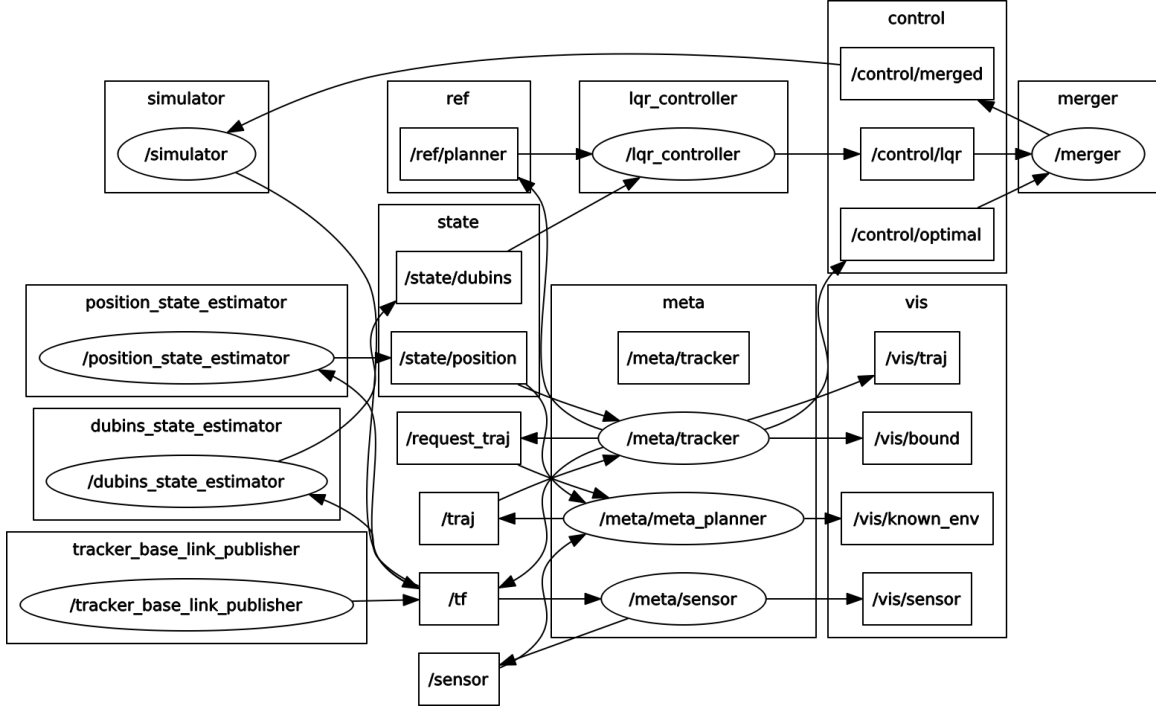 control
/control/merged
simulator
ref
lqr_controller
merger
/simulator
/ref/planner
/lqr_controller
/control/lqr
/merger
state
/control/optimal
/state/dubins
position_state_estimator
meta
vis
/position_state_estimator
/state/position
/meta/tracker
/vis/traj
dubins_state_estimator
/request_traj
/meta/tracker
/vis/bound
/dubins_state_estimator
/traj
/meta/meta_planner
/vis/known_env
tracker_base_link_publisher
/tracker_base_link_publisher
/tf
/meta/sensor
/vis/sensor
/sensor